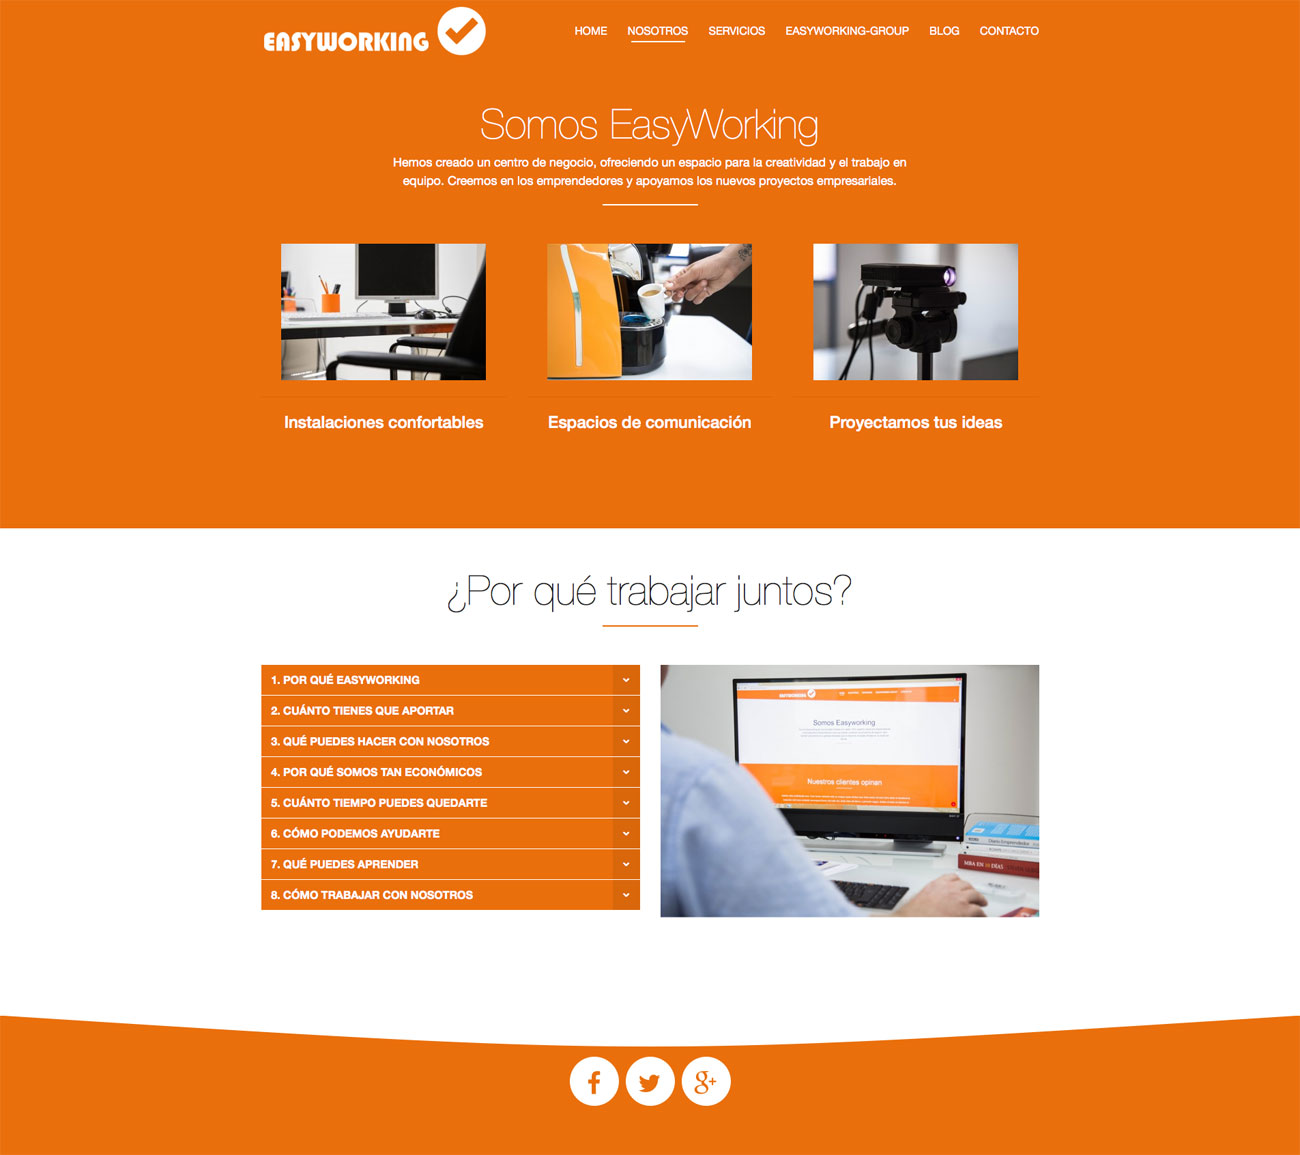 EASYWORKING
HOME NOSOTROS SERVICIOS EASYWORKING-GROUP BLOG CONTACTO
Somos EasyWorking
Hemos creado un centro de negocio, ofreciendo un espacio para la creatividad y el trabajo en
equipo. Creemos en los emprendedores y apoyamos los nuevos proyectos empresariales.
Instalaciones confortables
Espacios de comunicación
Proyectamos tus ideas
¿Por qué trabajar juntos?
1. POR QUÉ EASYWORKING
2. CUÁNTO TIENES QUE APORTAR
3. QUÉ PUEDES HACER CON NOSOTROS
4. POR QUÉ SOMOS TAN ECONÓMICOS
5. CUÁNTO TIEMPO PUEDES QUEDARTE
6. CÓMO PODEMOS AYUDARTE
7. QUÉ PUEDES APRENDER
8. CÓMO TRABAJAR CON NOSOTROS
EASYWORKING
Somos Easyworking
Nuestros clientes opinan
MBA EN
DÍAS
f
g+